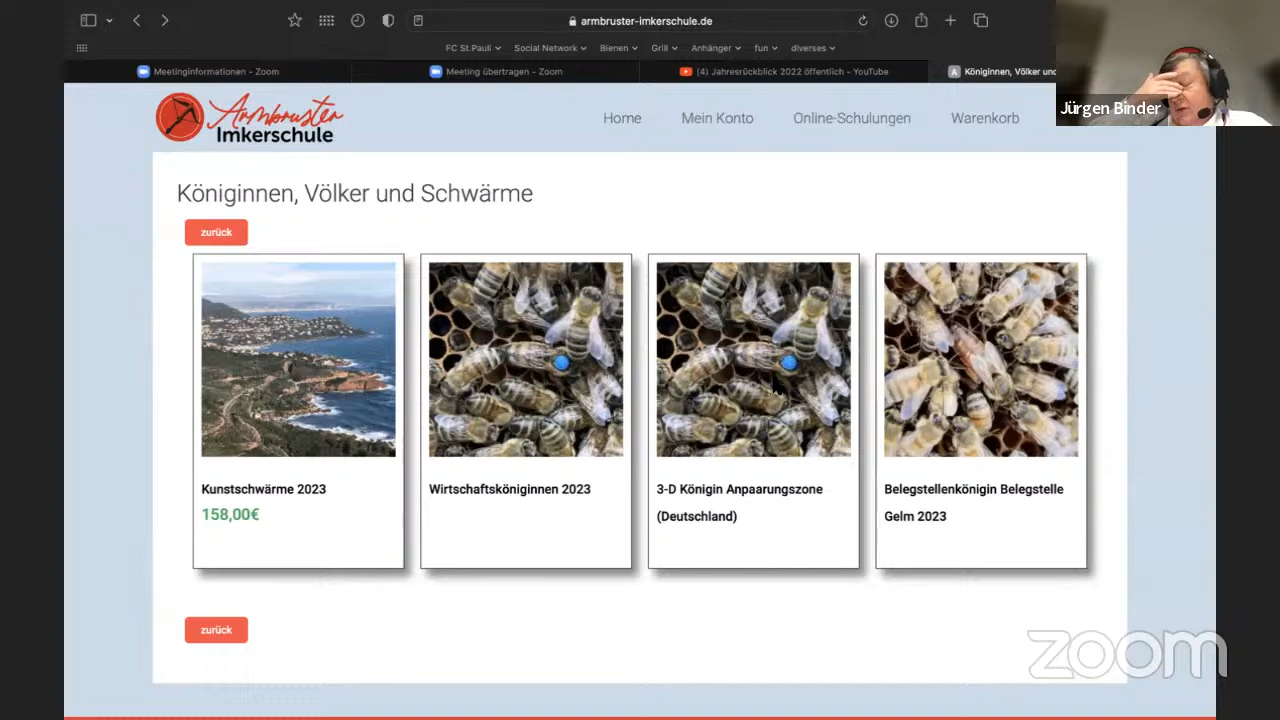 armbruster-imkerschule.de
FC St.Pauli
Social Network
Bienen
Grill
Anhänger
fun
diverses
Meetinginformationen - Zoom
Meeting übertragen - Zoom
(4) Jahresrückblick 2022 öffentlich - YouTube
A Königinnen, Völker und
Jürgen Binder
Armbruster
Imkerschule
Home
Mein Konto
Online-Schulungen
Warenkorb
Königinnen, Völker und Schwärme
zurück
Kunstschwärme 2023
158,00€
Wirtschaftsköniginnen 2023
3-D Königin Anpaarungszone
(Deutschland)
Belegstellenkönigin Belegstelle
Gelm 2023
zurück
zoom